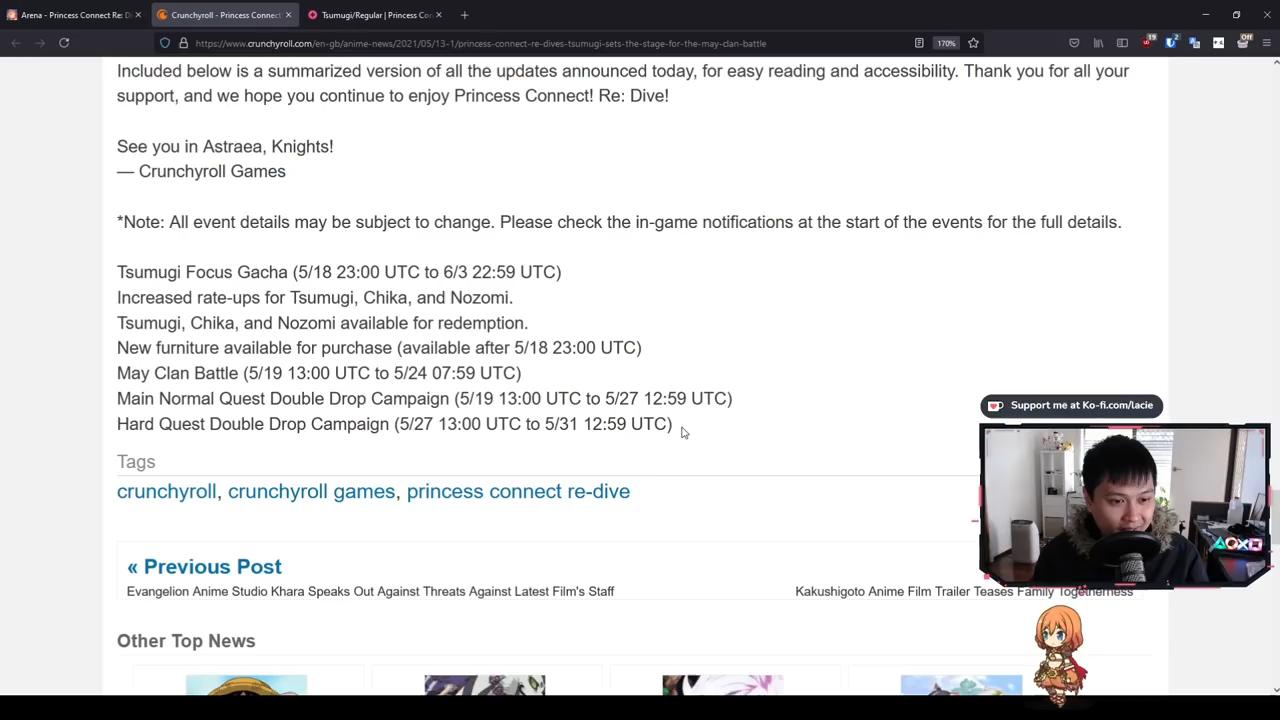 Arena - Princess Connect Re: Di
Crunchyroll - Princess Connect
Tsumugi/Regular | Princess Con
https://www.crunchyroll.com/en-gb/anime-news/2021/05/13-1/princess-connect-re-dives-tsumugi-sets-the-stage-for-the-may-clan-battle
170%
19
2
Off
Included below is a summarized version of all the updates announced today, for easy reading and accessibility. Thank you for all your
support, and we hope you continue to enjoy Princess Connect! Re: Dive!
See you in Astraea, Knights!
— Crunchyroll Games
*Note: All event details may be subject to change. Please check the in-game notifications at the start of the events for the full details.
Tsumugi Focus Gacha (5/18 23:00 UTC to 6/3 22:59 UTC)
Increased rate-ups for Tsumugi, Chika, and Nozomi.
Tsumugi, Chika, and Nozomi available for redemption.
New furniture available for purchase (available after 5/18 23:00 UTC)
May Clan Battle (5/19 13:00 UTC to 5/24 07:59 UTC)
Main Normal Quest Double Drop Campaign (5/19 13:00 UTC to 5/27 12:59 UTC)
Hard Quest Double Drop Campaign (5/27 13:00 UTC to 5/31 12:59 UTC)
Support me at Ko-fi.com/lacie
Tags
crunchyroll, crunchyroll games, princess connect re-dive
« Previous Post
Evangelion Anime Studio Khara Speaks Out Against Threats Against Latest Film's Staff
Kakushigoto Anime Film Trailer Teases Family Togetherness
Other Top News